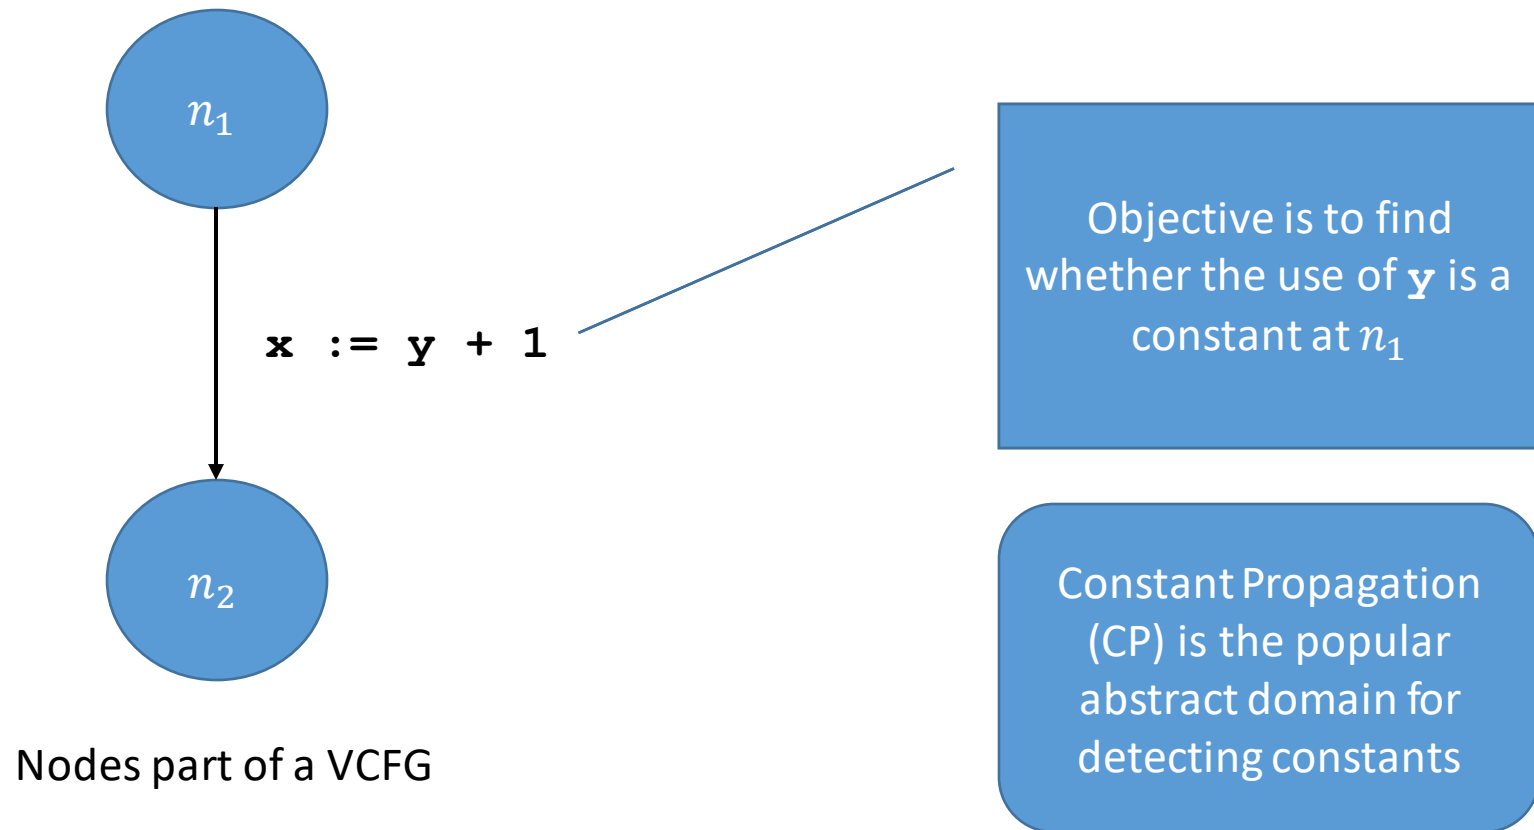 n₁
x := y + 1
n₂
Nodes part of a VCFG
Objective is to find
whether the use of y is a
constant at n₁
Constant Propagation
(CP) is the popular
abstract domain for
detecting constants